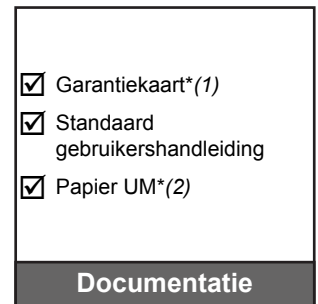 ☑ Garantiekaart*(1)
☑ Standaard
gebruikershandleiding
☑ Papier UM*(2)
Documentatie